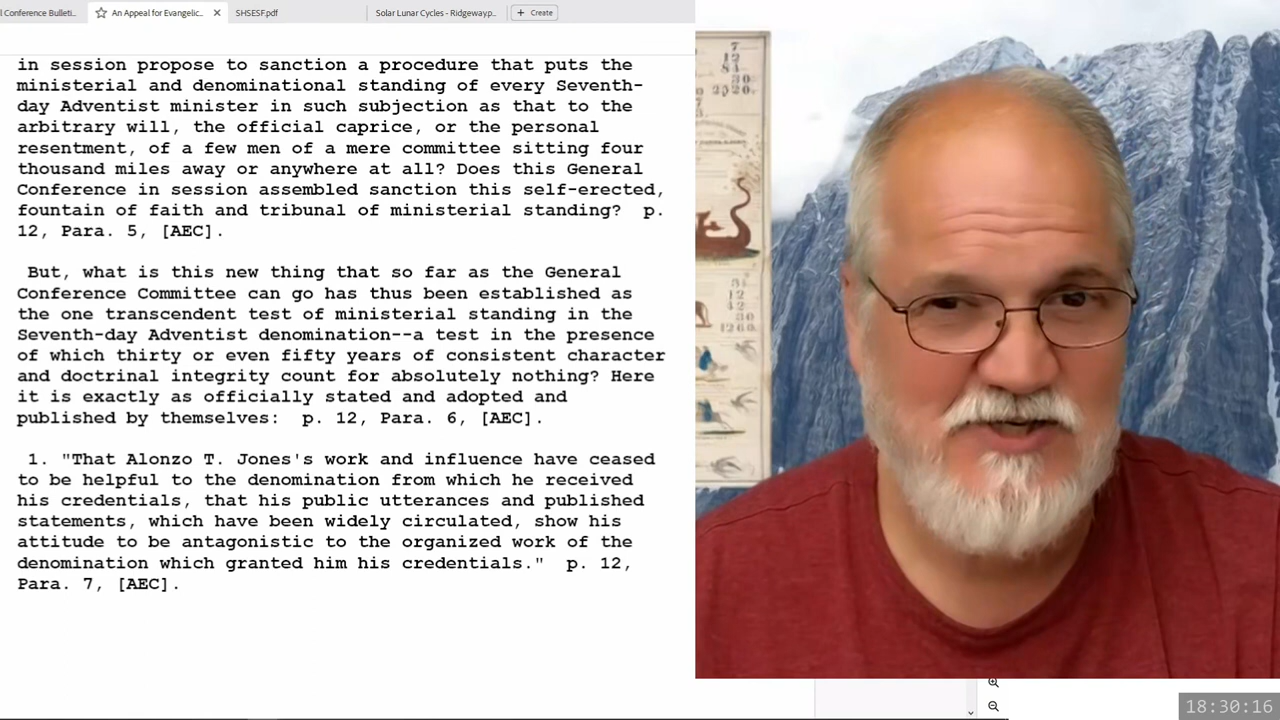 l Conference Bulleti..
An Appeal for Evangelic..
SHSESF.pdf
Solar Lunar Cycles - Ridgeway.p..
Create
in session propose to sanction a procedure that puts the
ministerial and denominational standing of every Seventh-
day Adventist minister in such subjection as that to the
arbitrary will, the official caprice, or the personal
resentment, of a few men of a mere committee sitting four
thousand miles away or anywhere at all? Does this General
Conference in session assembled sanction this self-erected,
fountain of faith and tribunal of ministerial standing?  p.
12, Para. 5, [AEC].
But, what is this new thing that so far as the General
Conference Committee can go has thus been established as
the one transcendent test of ministerial standing in the
Seventh-day Adventist denomination--a test in the presence
of which thirty or even fifty years of consistent character
and doctrinal integrity count for absolutely nothing? Here
it is exactly as officially stated and adopted and
published by themselves:  p. 12, Para. 6, [AEC].
1. "That Alonzo T. Jones's work and influence have ceased
to be helpful to the denomination from which he received
his credentials, that his public utterances and published
statements, which have been widely circulated, show his
attitude to be antagonistic to the organized work of the
denomination which granted him his credentials."  p. 12,
Para. 7, [AEC].
7
12
84
30
2520.
1260.
18:30:16